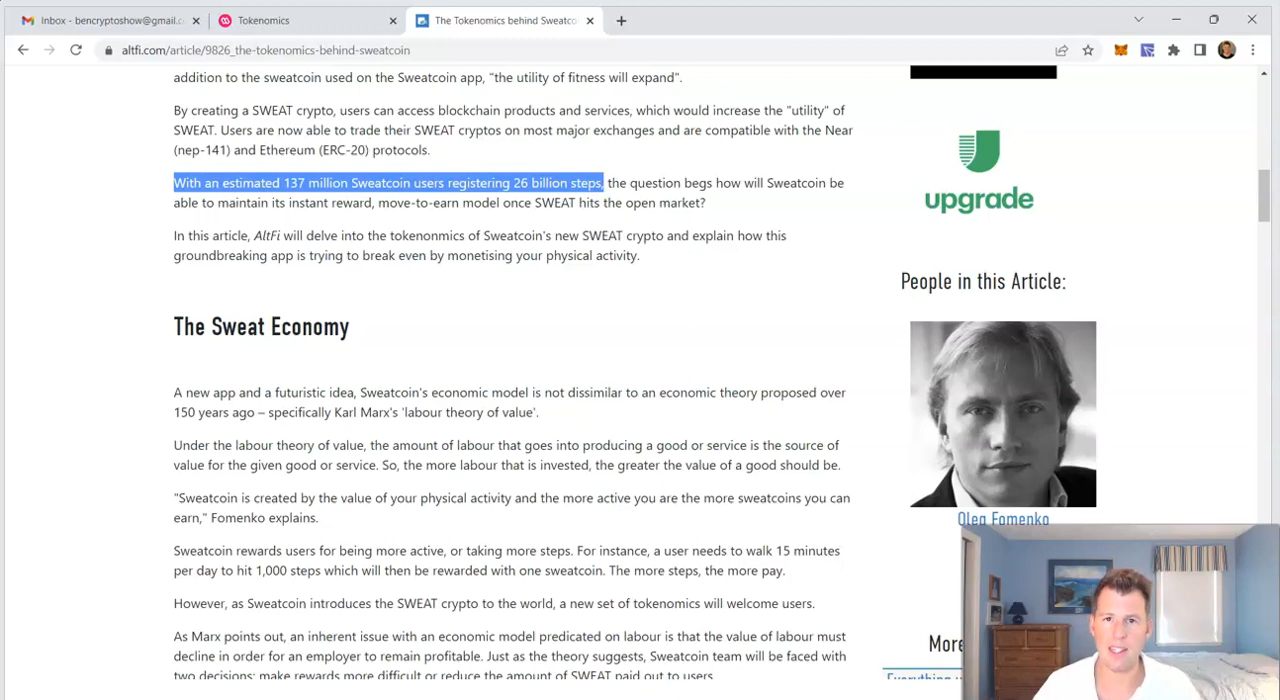 Inbox - bencryptoshow@gmail.c
Tokenomics
The Tokenomics behind Sweatco
altfi.com/article/9826_the-tokenomics-behind-sweatcoin
addition to the sweatcoin used on the Sweatcoin app, "the utility of fitness will expand".
By creating a SWEAT crypto, users can access blockchain products and services, which would increase the "utility" of
SWEAT. Users are now able to trade their SWEAT cryptos on most major exchanges and are compatible with the Near
(nep-141) and Ethereum (ERC-20) protocols.
With an estimated 137 million Sweatcoin users registering 26 billion steps, the question begs how will Sweatcoin be
able to maintain its instant reward, move-to-earn model once SWEAT hits the open market?
In this article, AltFi will delve into the tokenonmics of Sweatcoin's new SWEAT crypto and explain how this
groundbreaking app is trying to break even by monetising your physical activity.
The Sweat Economy
A new app and a futuristic idea, Sweatcoin's economic model is not dissimilar to an economic theory proposed over
150 years ago – specifically Karl Marx's 'labour theory of value'.
Under the labour theory of value, the amount of labour that goes into producing a good or service is the source of
value for the given good or service. So, the more labour that is invested, the greater the value of a good should be.
"Sweatcoin is created by the value of your physical activity and the more active you are the more sweatcoins you can
earn," Fomenko explains.
Sweatcoin rewards users for being more active, or taking more steps. For instance, a user needs to walk 15 minutes
per day to hit 1,000 steps which will then be rewarded with one sweatcoin. The more steps, the more pay.
However, as Sweatcoin introduces the SWEAT crypto to the world, a new set of tokenomics will welcome users.
As Marx points out, an inherent issue with an economic model predicated on labour is that the value of labour must
decline in order for an employer to remain profitable. Just as the theory suggests, Sweatcoin team will be faced with
two decisions: make rewards more difficult or reduce the amount of SWEAT paid out to users.
upgrade
People in this Article:
Oleg Fomenko
More
Everything